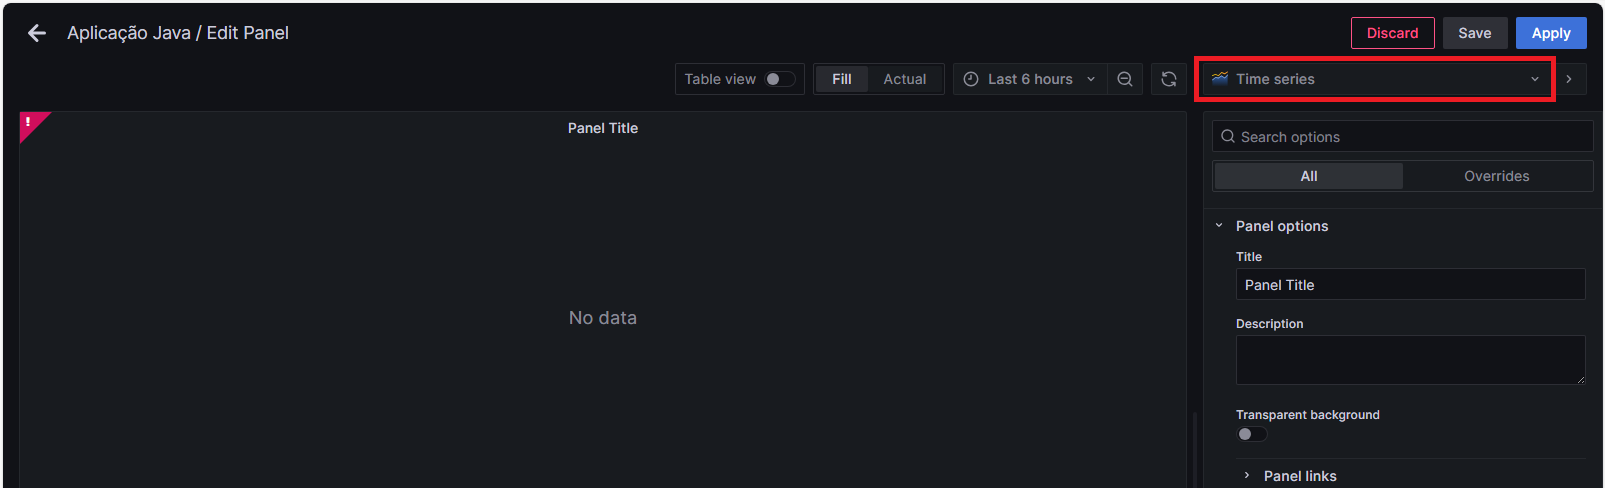 Aplicação Java / Edit Panel
Discard
Save
Apply
Table view
Fill
Actual
Last 6 hours
Time series
!
Panel Title
No data
Search options
All
Overrides
Panel options
Title
Panel Title
Description
Transparent background
Panel links